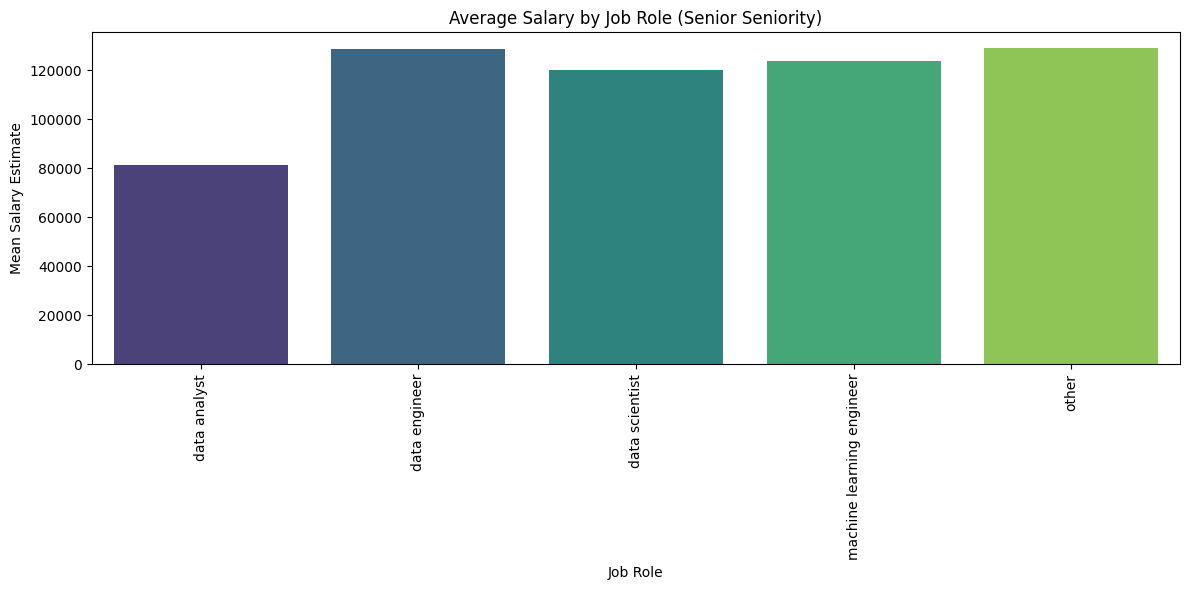 Average Salary by Job Role (Senior Seniority)
Mean Salary Estimate
120000
100000
80000
60000
40000
20000
0
data analyst
data engineer
data scientist
machine learning engineer
other
Job Role